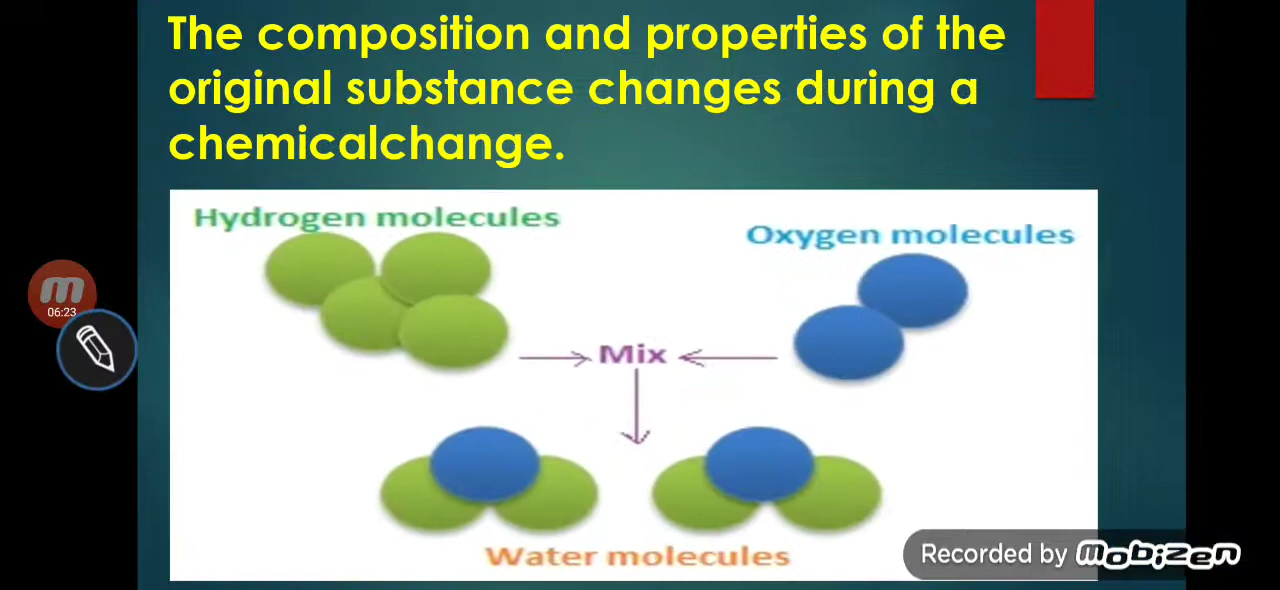 The composition and properties of the
original substance changes during a
chemicalchange.
Hydrogen molecules
Oxygen molecules
m
06:23
Mix
Water molecules
Recorded by mobizen